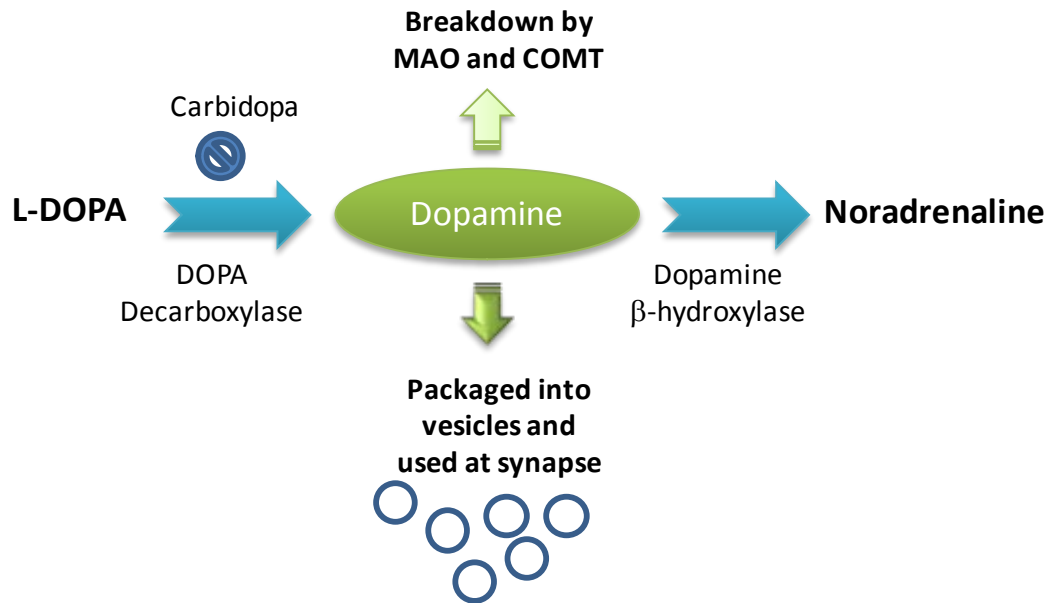 Breakdown by
MAO and COMT
Carbidopa
L-DOPA
Dopamine
Noradrenaline
DOPA
Decarboxylase
Dopamine
β-hydroxylase
Packaged into
vesicles and
used at synapse